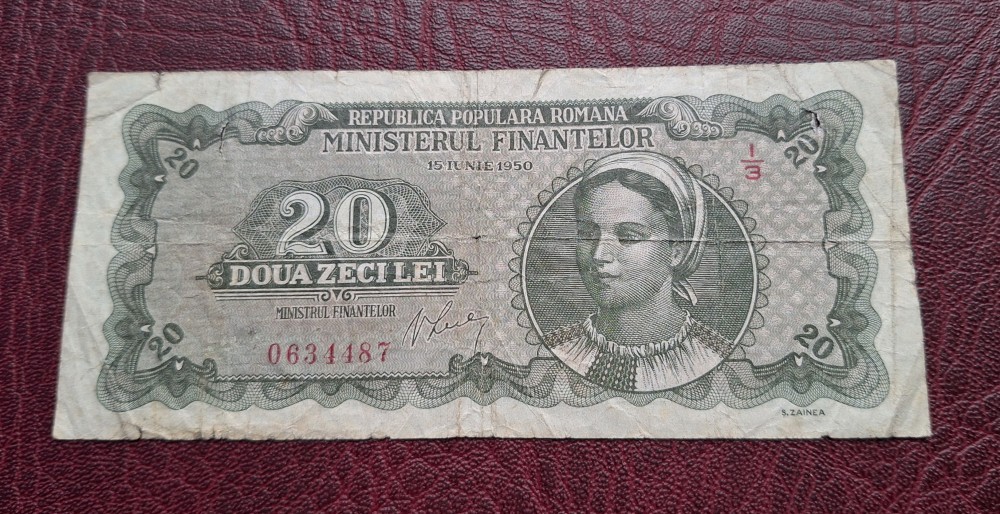 REPUBLICA POPULARA ROMANA
MINISTERUL FINANTELOR
15 IUNIE 1950
1/3
20
20
20
DOUA ZECI LEI
MINISTRUL FINANTELOR
0634487
20
20
S. ZAINEA